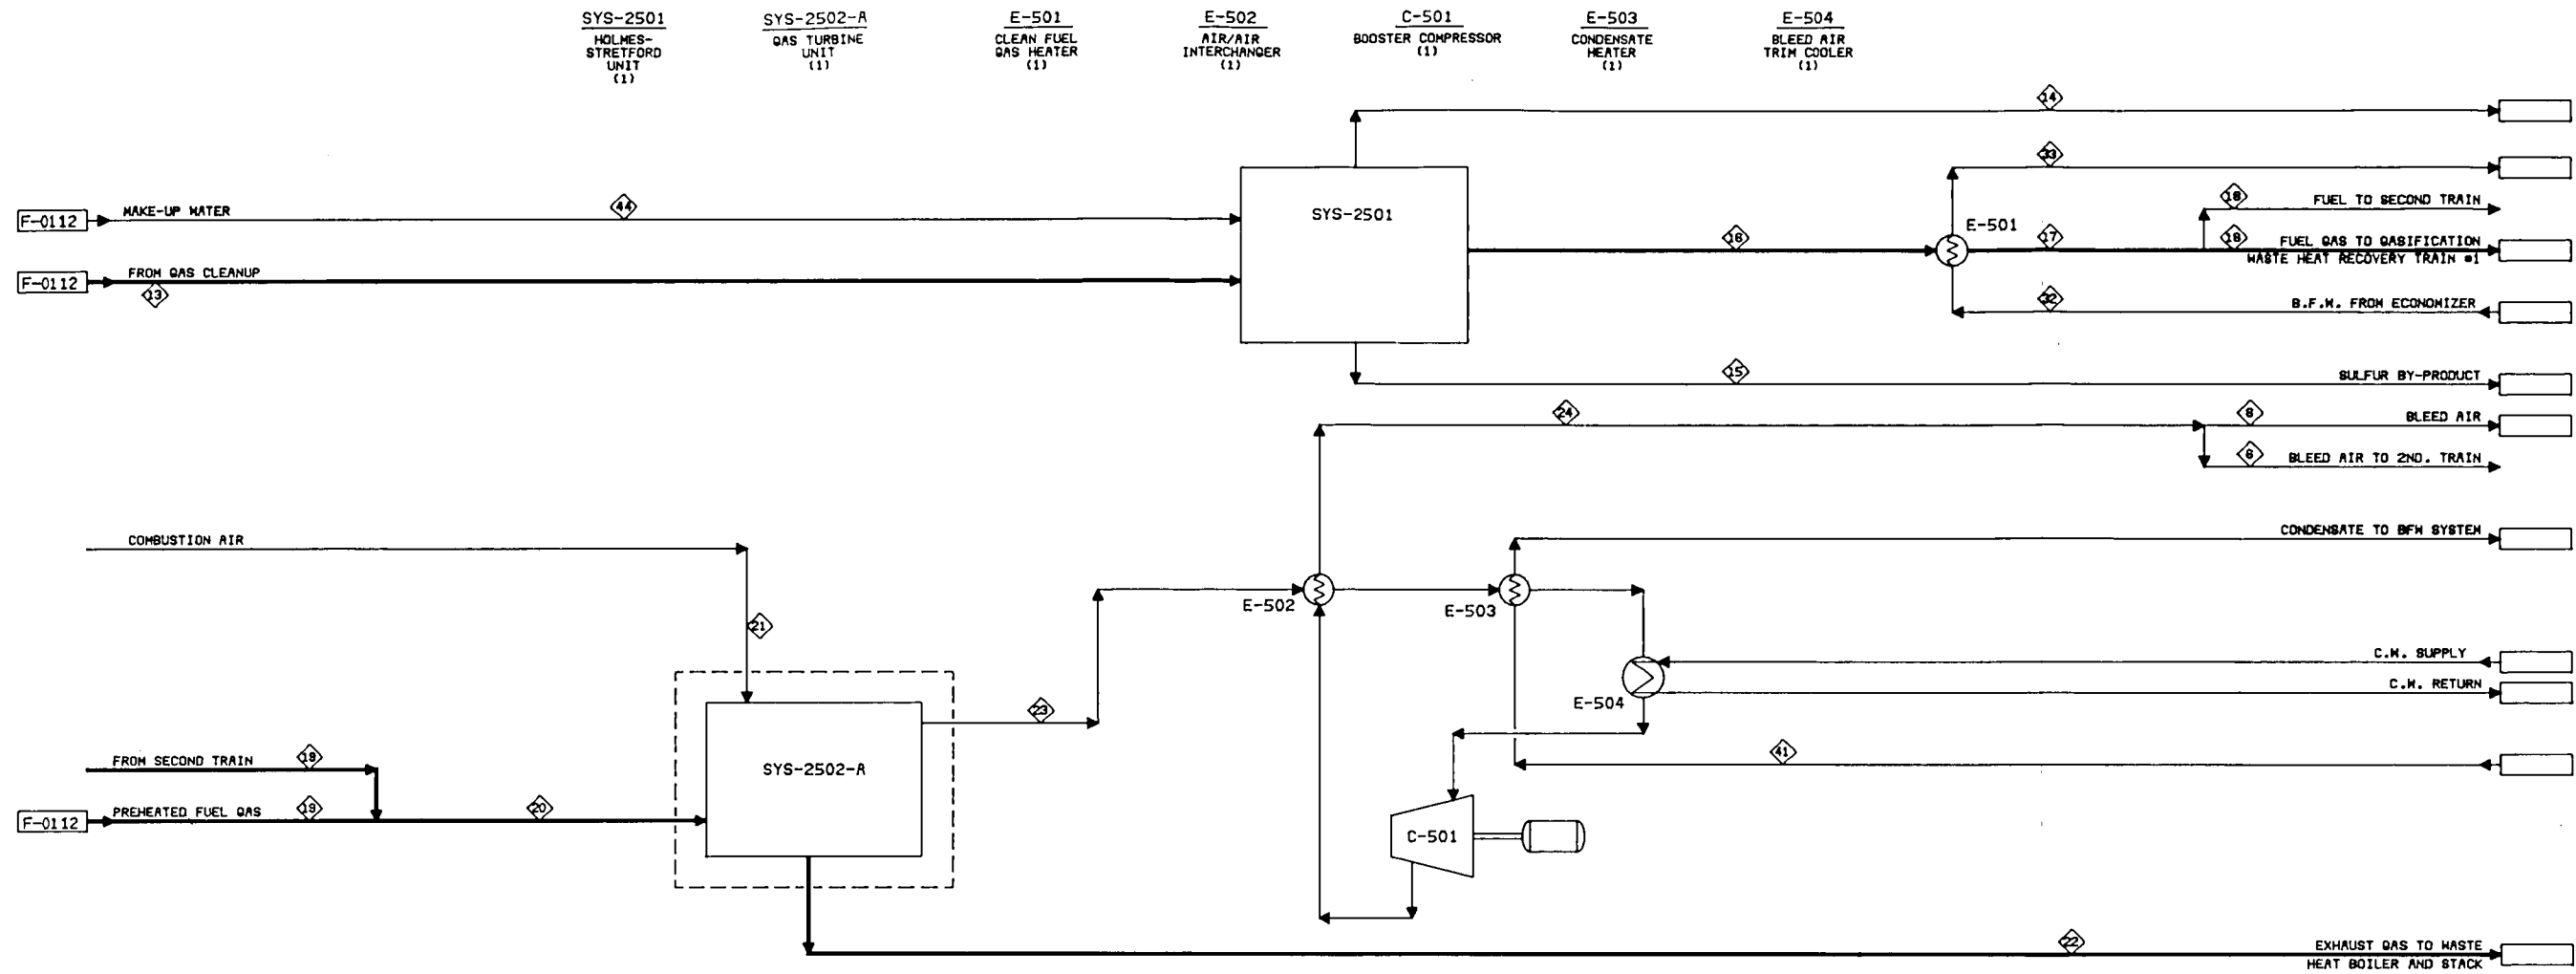 SYS-2501
HOLMES-
STRETFORD
UNIT
(1)
SYS-2502-A
GAS TURBINE
UNIT
(1)
E-501
CLEAN FUEL
GAS HEATER
(1)
E-502
AIR/AIR
INTERCHANGER
(1)
C-501
BOOSTER COMPRESSOR
(1)
E-503
CONDENSATE
HEATER
(1)
E-504
BLEED AIR
TRIM COOLER
(1)
14
33
F-0112
MAKE-UP WATER
44
SYS-2501
18
FUEL TO SECOND TRAIN
E-501
16
17
18
FUEL GAS TO GASIFICATION
WASTE HEAT RECOVERY TRAIN #1
F-0112
FROM GAS CLEANUP
13
32
B.F.W. FROM ECONOMIZER
15
SULFUR BY-PRODUCT
24
8
BLEED AIR
6
BLEED AIR TO 2ND. TRAIN
COMBUSTION AIR
CONDENSATE TO BFW SYSTEM
E-502
E-503
21
C.W. SUPPLY
C.W. RETURN
E-504
23
FROM SECOND TRAIN
19
SYS-2502-A
41
F-0112
PREHEATED FUEL GAS
19
20
C-501
22
EXHAUST GAS TO WASTE
HEAT BOILER AND STACK